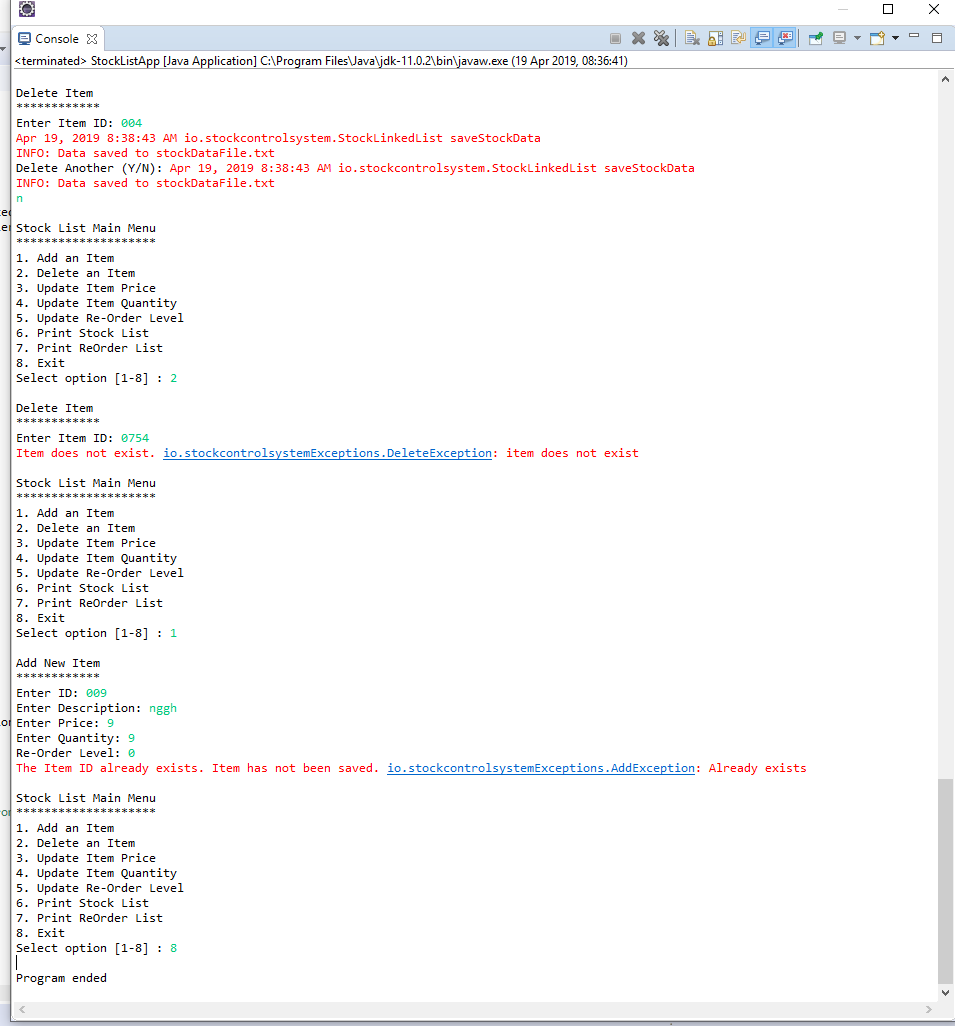 Console
<terminated> StockListApp [Java Application] C:\Program Files\Java\jdk-11.0.2\bin\javaw.exe (19 Apr 2019, 08:36:41)
Delete Item
************
Enter Item ID: 004
Apr 19, 2019 8:38:43 AM io.stockcontrolsystem.StockLinkedList saveStockData
INFO: Data saved to stockDataFile.txt
Delete Another (Y/N): Apr 19, 2019 8:38:43 AM io.stockcontrolsystem.StockLinkedList saveStockData
INFO: Data saved to stockDataFile.txt
n
Stock List Main Menu
********************
1. Add an Item
2. Delete an Item
3. Update Item Price
4. Update Item Quantity
5. Update Re-Order Level
6. Print Stock List
7. Print ReOrder List
8. Exit
Select option [1-8] : 2
Delete Item
************
Enter Item ID: 0754
Item does not exist. io.stockcontrolsystemExceptions.DeleteException: item does not exist
Stock List Main Menu
********************
1. Add an Item
2. Delete an Item
3. Update Item Price
4. Update Item Quantity
5. Update Re-Order Level
6. Print Stock List
7. Print ReOrder List
8. Exit
Select option [1-8] : 1
Add New Item
************
Enter ID: 009
Enter Description: nggh
Enter Price: 9
Enter Quantity: 9
Re-Order Level: 0
The Item ID already exists. Item has not been saved. io.stockcontrolsystemExceptions.AddException: Already exists
Stock List Main Menu
********************
1. Add an Item
2. Delete an Item
3. Update Item Price
4. Update Item Quantity
5. Update Re-Order Level
6. Print Stock List
7. Print ReOrder List
8. Exit
Select option [1-8] : 8
Program ended